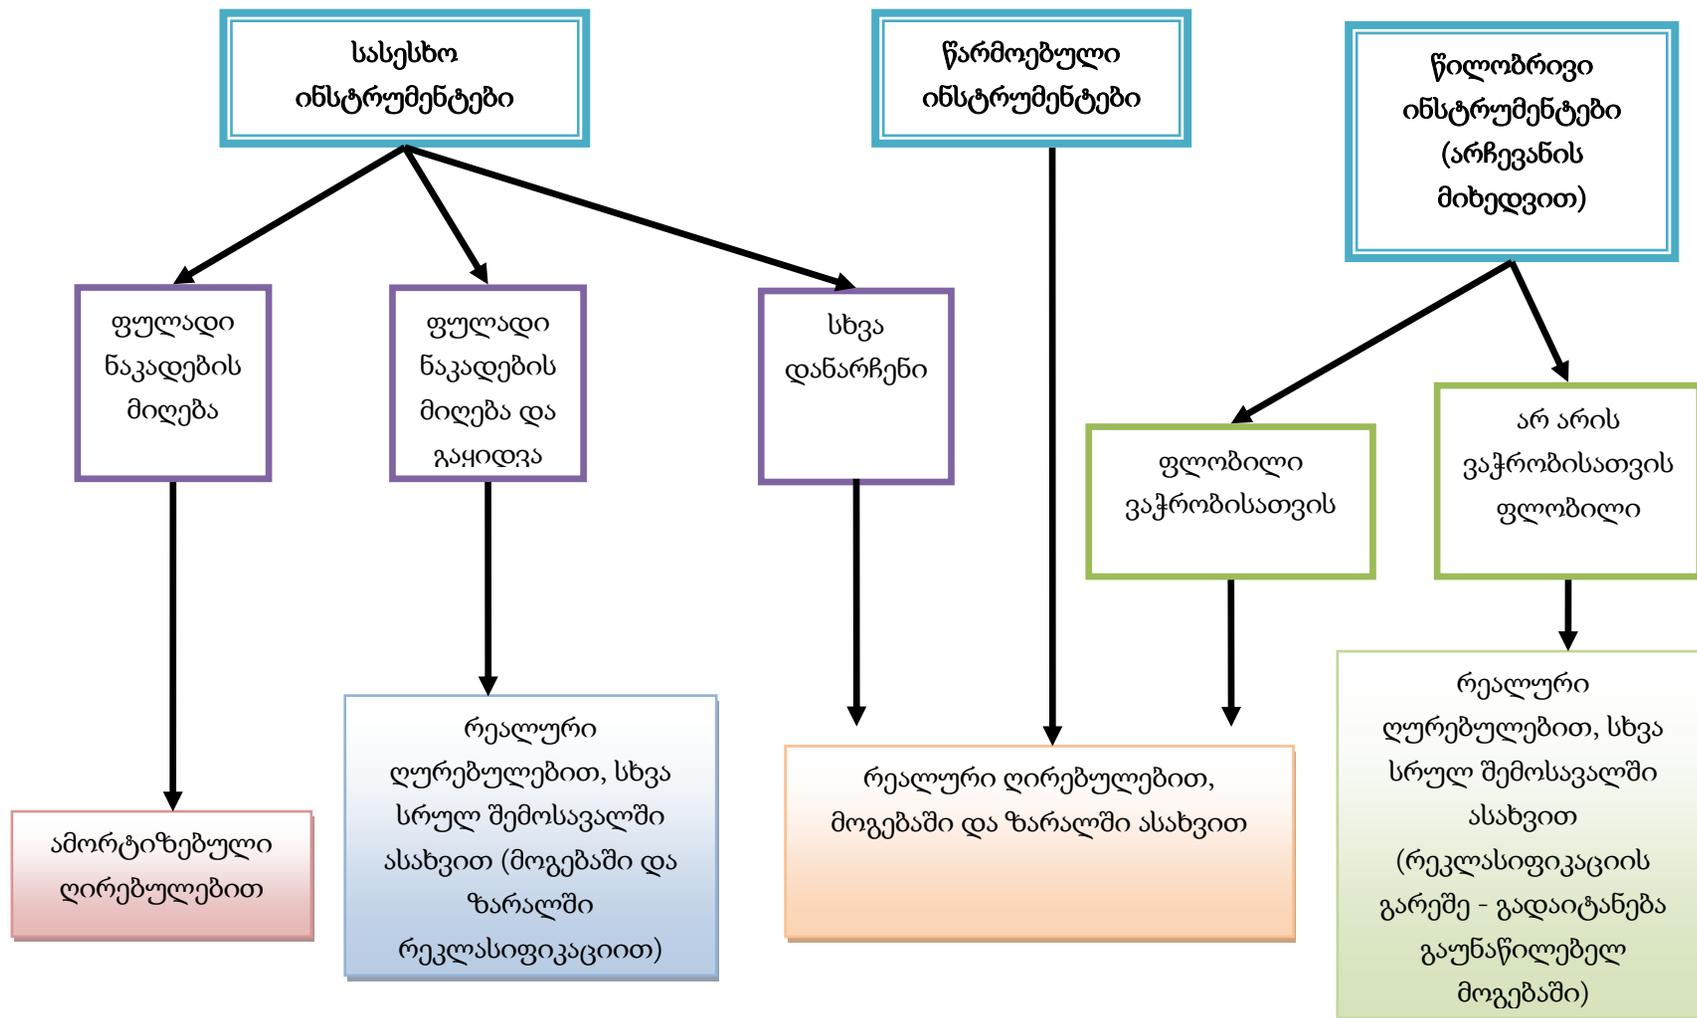 სასესხო
ინსტრუმენტები
წარმოებული
ინსტრუმენტები
წილობრივი
ინსტრუმენტები
(არჩევანის
მიხედვით)
ფულადი
ნაკადების
მიღება
ფულადი
ნაკადების
მიღება და
გაყიდვა
სხვა
დანარჩენი
ფლობილი
ვაჭრობისათვის
არ არის
ვაჭრობისათვის
ფლობილი
ამორტიზებული
ღირებულებით
რეალური
ღურებულებით, სხვა
სრულ შემოსავალში
ასახვით (მოგებაში და
ზარალში
რეკლასიფიკაციით)
რეალური ღირებულებით,
მოგებაში და ზარალში ასახვით
რეალური
ღურებულებით, სხვა
სრულ შემოსავალში
ასახვით
(რეკლასიფიკაციის
გარეშე - გადაიტანება
გაუნაწილებელ
მოგებაში)